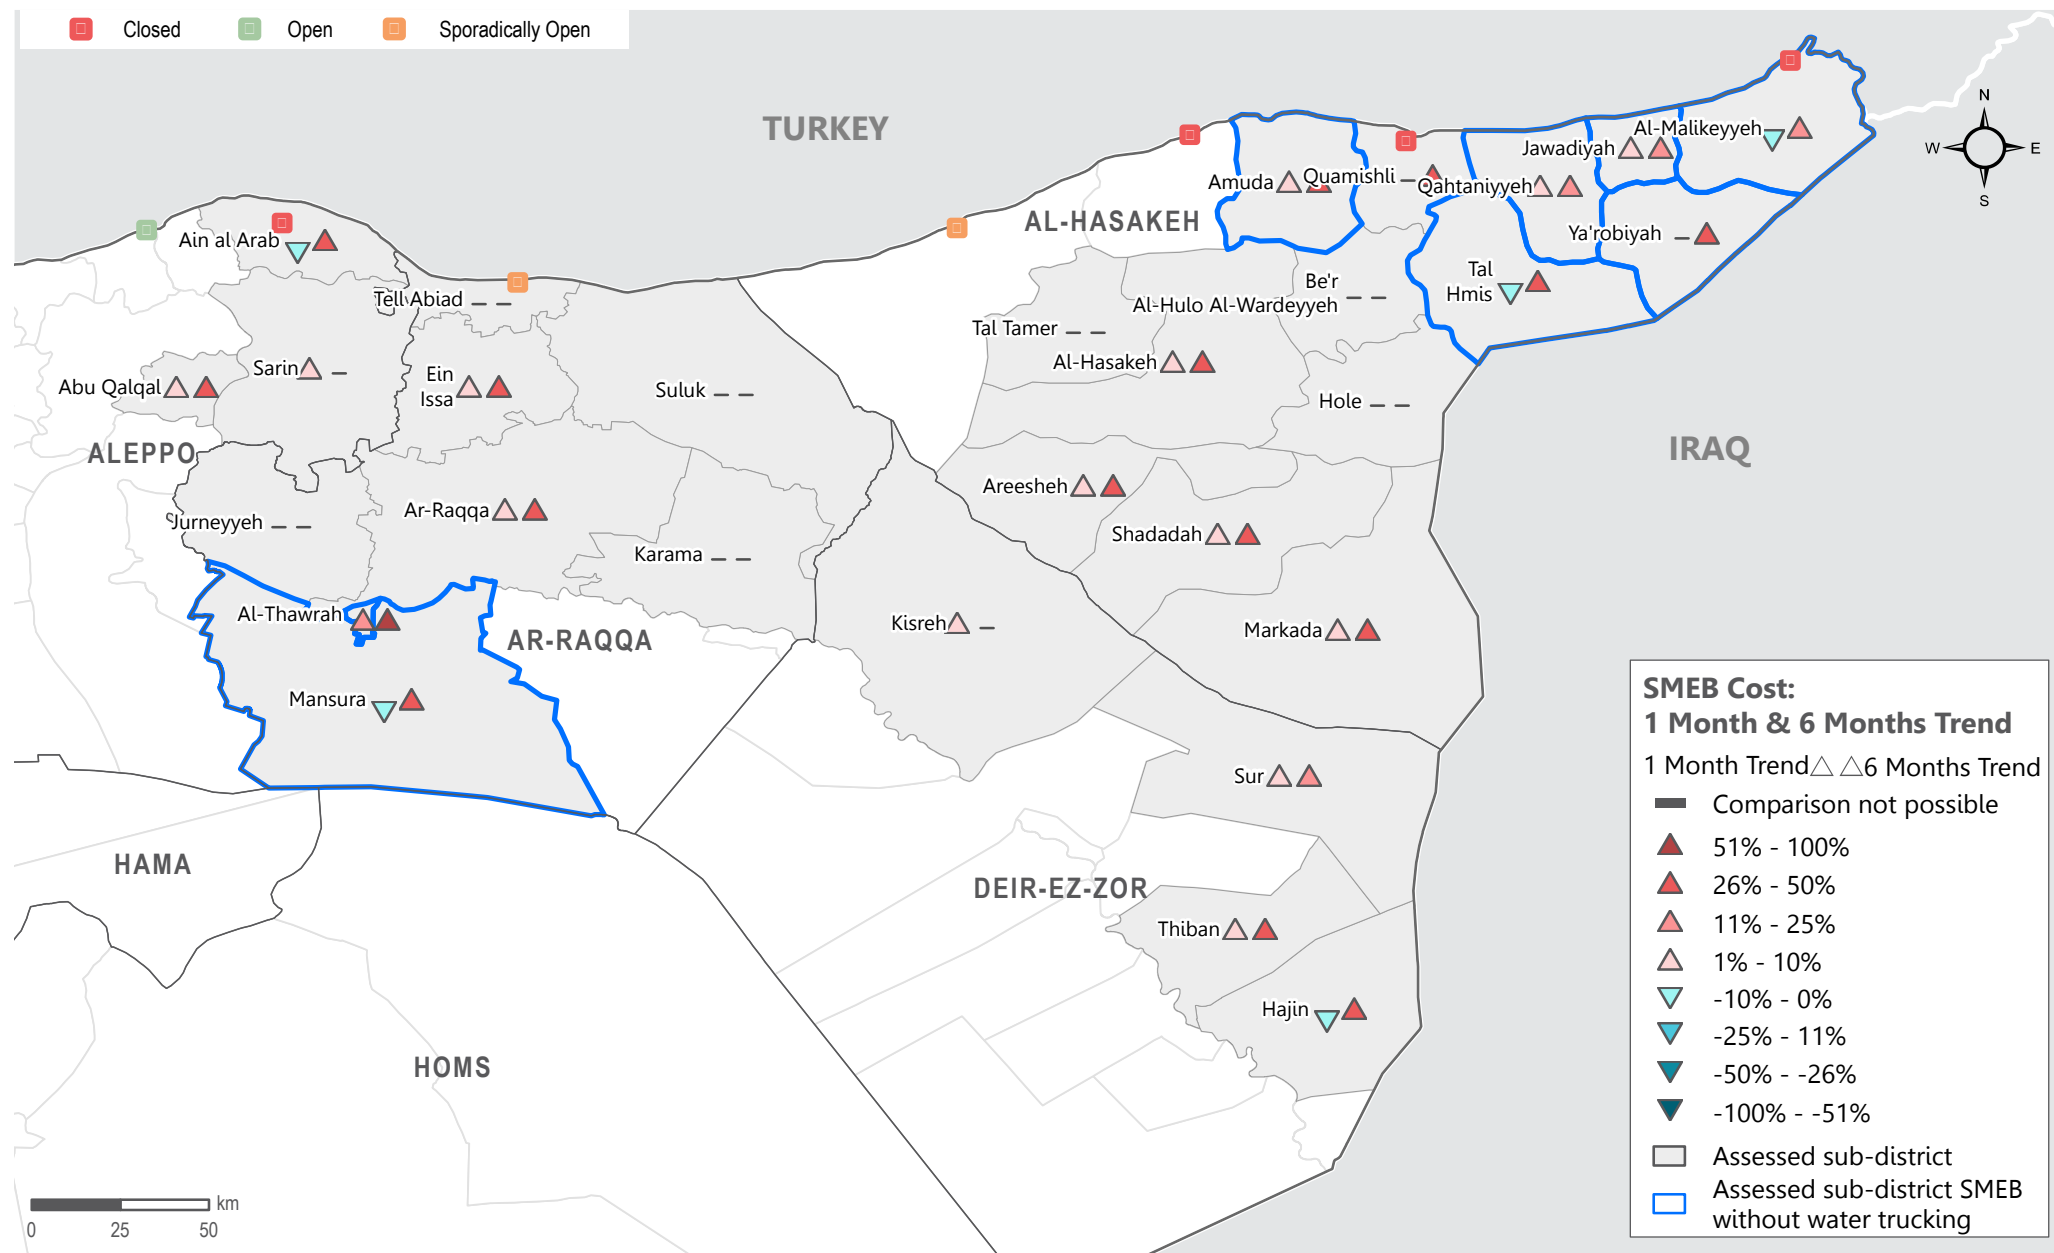 Closed
Open
Sporadically Open
TURKEY
N
W
E
S
Al-Malikeyyeh
Jawadiyah
Amuda
Quamishli
Qahtaniyyeh
AL-HASAKEH
Ain al Arab
Ya'robiyah
Tal
Hmis
Be'r
Al-Hulo Al-Wardeyyeh
Tell Abiad
Tal Tamer
Al-Hasakeh
Sarin
Abu Qalqal
Ein
Issa
Suluk
Hole
ALEPPO
IRAQ
Areesheh
Jurneyyeh
Ar-Raqqa
Shadadah
Karama
Al-Thawrah
AR-RAQQA
Kisreh
Markada
Mansura
Sur
HAMA
DEIR-EZ-ZOR
Thiban
Hajin
HOMS
SMEB Cost:
1 Month & 6 Months Trend
1 Month Trend 6 Months Trend
Comparison not possible
51% - 100%
26% - 50%
11% - 25%
1% - 10%
-10% - 0%
-25% - 11%
-50% - -26%
-100% - -51%
Assessed sub-district
Assessed sub-district SMEB
without water trucking
km
0 25 50